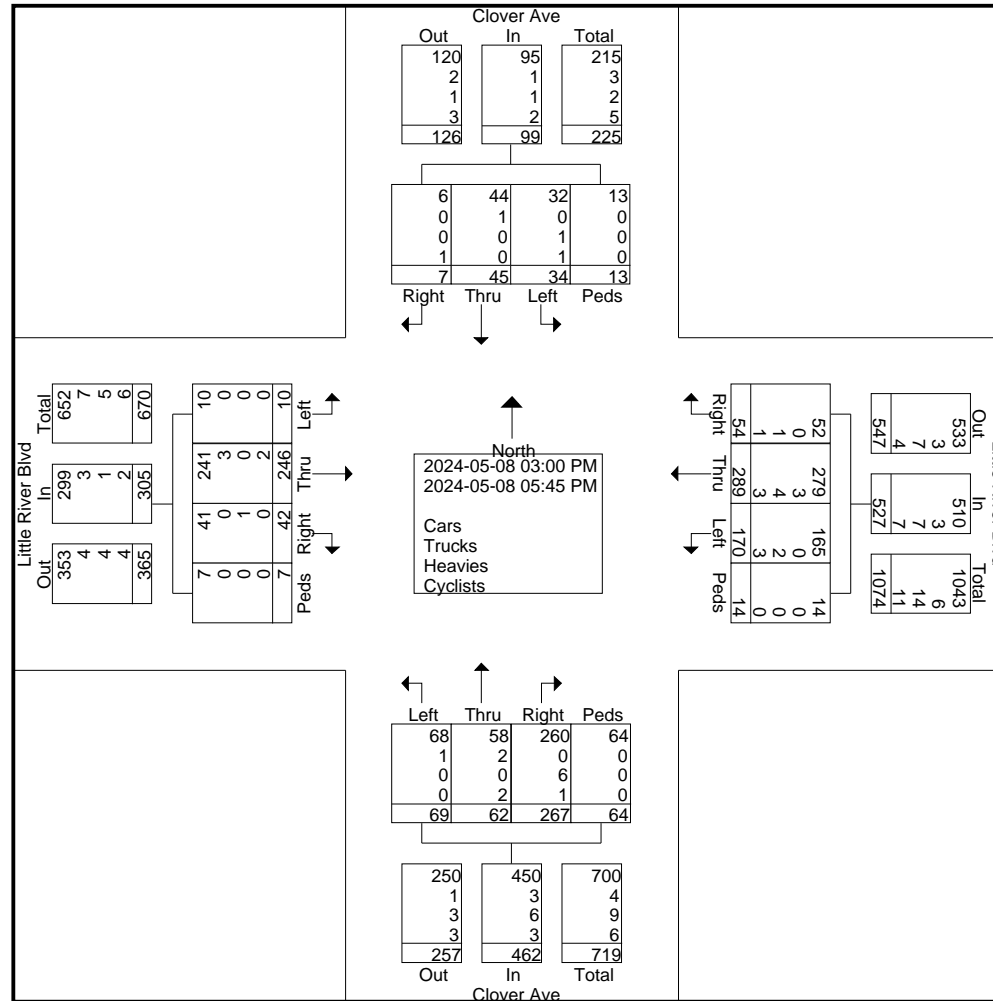 Clover Ave
Out In Total
120 95 215
2 1 3
1 1 2
3 2 5
126 99 225
6 44 32 13
0 1 0 0
0 0 1 0
1 0 1 0
7 45 34 13
Right Thru Left Peds
Little River Blvd
Total In Out
652 299 353
7 3 4
5 1 4
6 2 4
670 305 365
10 241 41 7
0 3 0 0
0 0 1 0
0 2 0 0
10 246 42 7
Left Thru Right Peds
North
2024-05-08 03:00 PM
2024-05-08 05:45 PM
Cars
Trucks
Heavies
Cyclists
Right Thru Left Peds
52 279 165 14
0 3 0 0
1 4 2 0
1 3 3 0
54 289 170 14
Out In Total
533 510 1043
3 3 6
7 7 14
4 7 11
547 527 1074
Left Thru Right Peds
68 58 260 64
1 2 0 0
0 0 6 0
0 2 1 0
69 62 267 64
250 450 700
1 3 4
3 6 9
3 3 6
257 462 719
Out In Total
Clover Ave